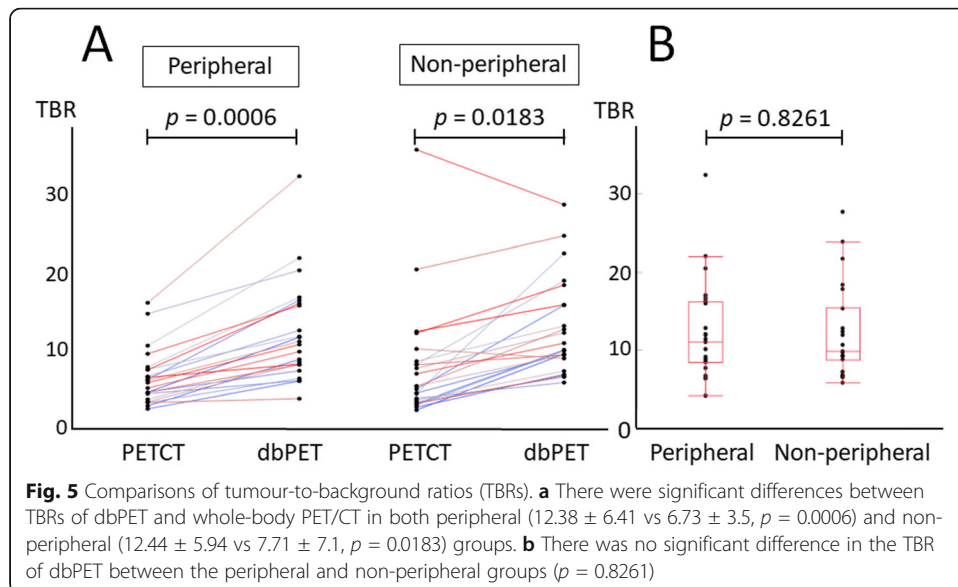 A
B
Peripheral
Non-peripheral
TBR
p = 0.0006
p = 0.0183
TBR
p = 0.8261
30
20
10
0
30
20
10
0
PETCT
dbPET
PETCT
dbPET
Peripheral
Non-peripheral
Fig. 5 Comparisons of tumour-to-background ratios (TBRs). a There were significant differences between
TBRs of dbPET and whole-body PET/CT in both peripheral (12.38 ± 6.41 vs 6.73 ± 3.5, p = 0.0006) and non-
peripheral (12.44 ± 5.94 vs 7.71 ± 7.1, p = 0.0183) groups. b There was no significant difference in the TBR
of dbPET between the peripheral and non-peripheral groups (p = 0.8261)